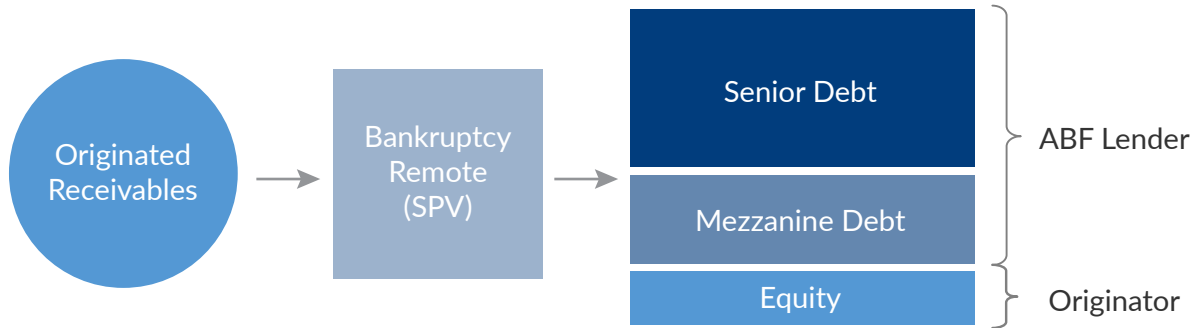 Originated
Receivables
Bankruptcy
Remote
(SPV)
Senior Debt
Mezzanine Debt
Equity
ABF Lender
Originator